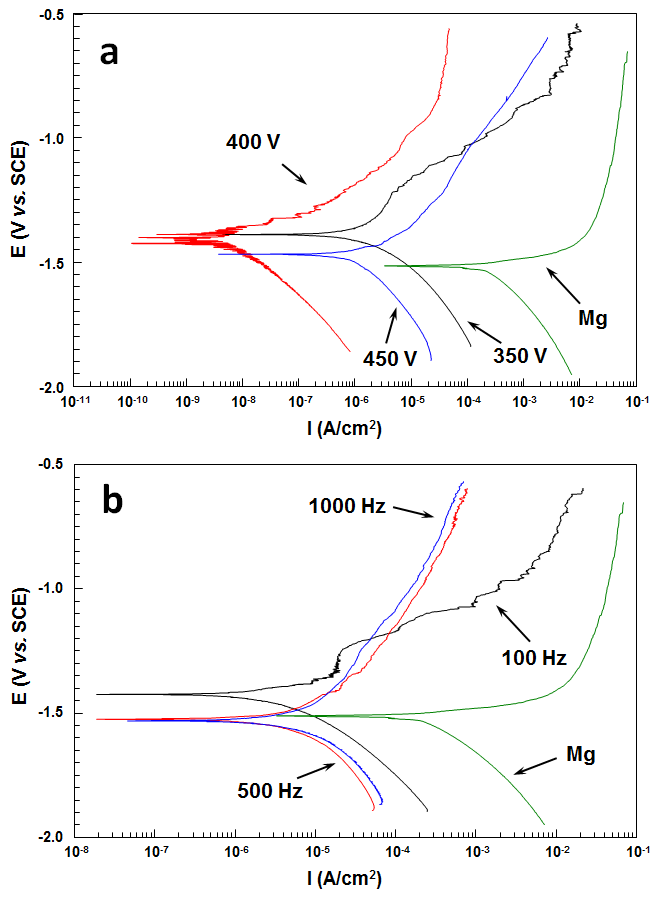 a
-0.5
-1.0
-1.5
-2.0
E (V vs. SCE)
400 V
Mg
450 V
350 V
10-11 10-10 10-9 10-8 10-7 10-6 10-5 10-4 10-3 10-2 10-1
I (A/cm2)
b
-0.5
-1.0
-1.5
-2.0
E (V vs. SCE)
1000 Hz
100 Hz
Mg
500 Hz
10-8 10-7 10-6 10-5 10-4 10-3 10-2 10-1
I (A/cm2)